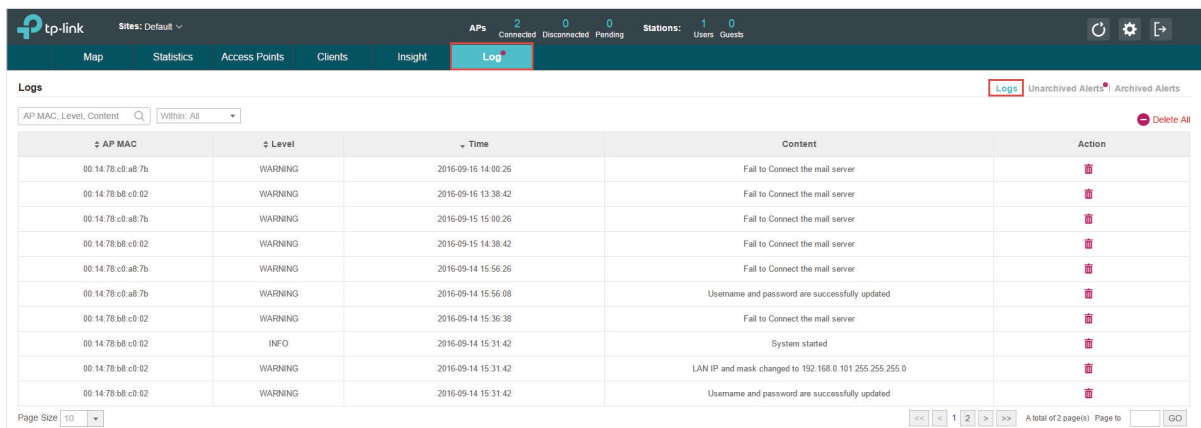 tp-link Sites: Default APs 2 Connected 0 Disconnected 0 Pending Stations: 1 Users 0 Guests
Map Statistics Access Points Clients Insight Log
Logs Logs Unarchived Alerts Archived Alerts
AP MAC, Level, Content Within: All Delete All
AP MAC Level Time Content Action
00:14:78:c0:a8:7b WARNING 2016-09-16 14:00:26 Fail to Connect the mail server
00:14:78:b8:c0:02 WARNING 2016-09-16 13:38:42 Fail to Connect the mail server
00:14:78:c0:a8:7b WARNING 2016-09-15 15:00:26 Fail to Connect the mail server
00:14:78:b8:c0:02 WARNING 2016-09-15 14:38:42 Fail to Connect the mail server
00:14:78:c0:a8:7b WARNING 2016-09-14 15:56:26 Fail to Connect the mail server
00:14:78:c0:a8:7b WARNING 2016-09-14 15:56:08 Username and password are successfully updated
00:14:78:b8:c0:02 WARNING 2016-09-14 15:36:38 Fail to Connect the mail server
00:14:78:b8:c0:02 INFO 2016-09-14 15:31:42 System started
00:14:78:b8:c0:02 WARNING 2016-09-14 15:31:42 LAN IP and mask changed to 192.168.0.101 255.255.255.0
00:14:78:b8:c0:02 WARNING 2016-09-14 15:31:42 Username and password are successfully updated
Page Size 10 << < 1 2 > >> A total of 2 page(s) Page to GO